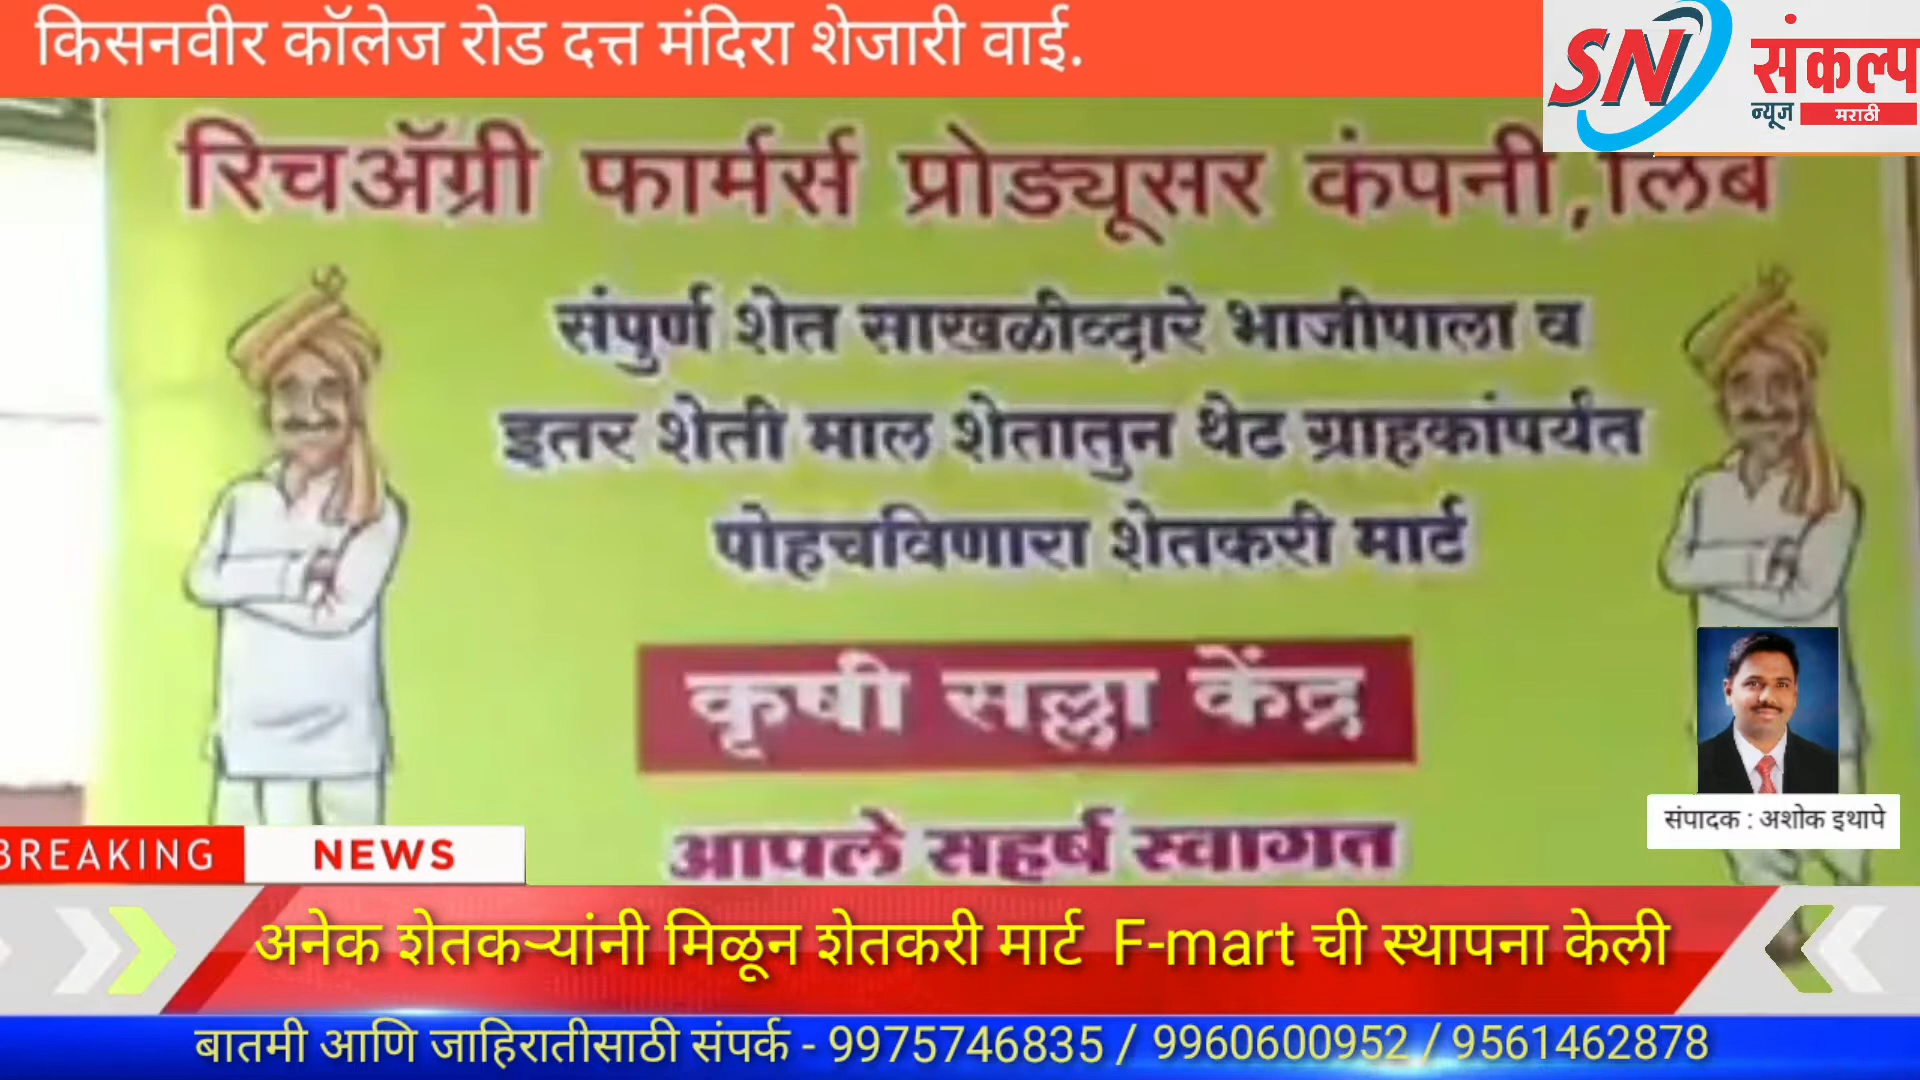 किसनवीर कॉलेज रोड दत्त मंदिरा शेजारी वाई.
SN संकल्प
न्यूज मराठी
रिचॲग्री फार्मर्स प्रोड्यूसर कंपनी,लिंब
संपुर्ण शेत साखळीव्दारे भाजीपाला व
इतर शेती माल शेतातुन थेट ग्राहकांपर्यंत
पोहचविणारा शेतकरी मार्ट
कृषी सल्ला केंद्र
आपले सहर्ष स्वागत
संपादक : अशोक इथापे
BREAKING NEWS
अनेक शेतकऱ्यांनी मिळून शेतकरी मार्ट F-mart ची स्थापना केली
बातमी आणि जाहिरातीसाठी संपर्क - 9975746835 / 9960600952 / 9561462878